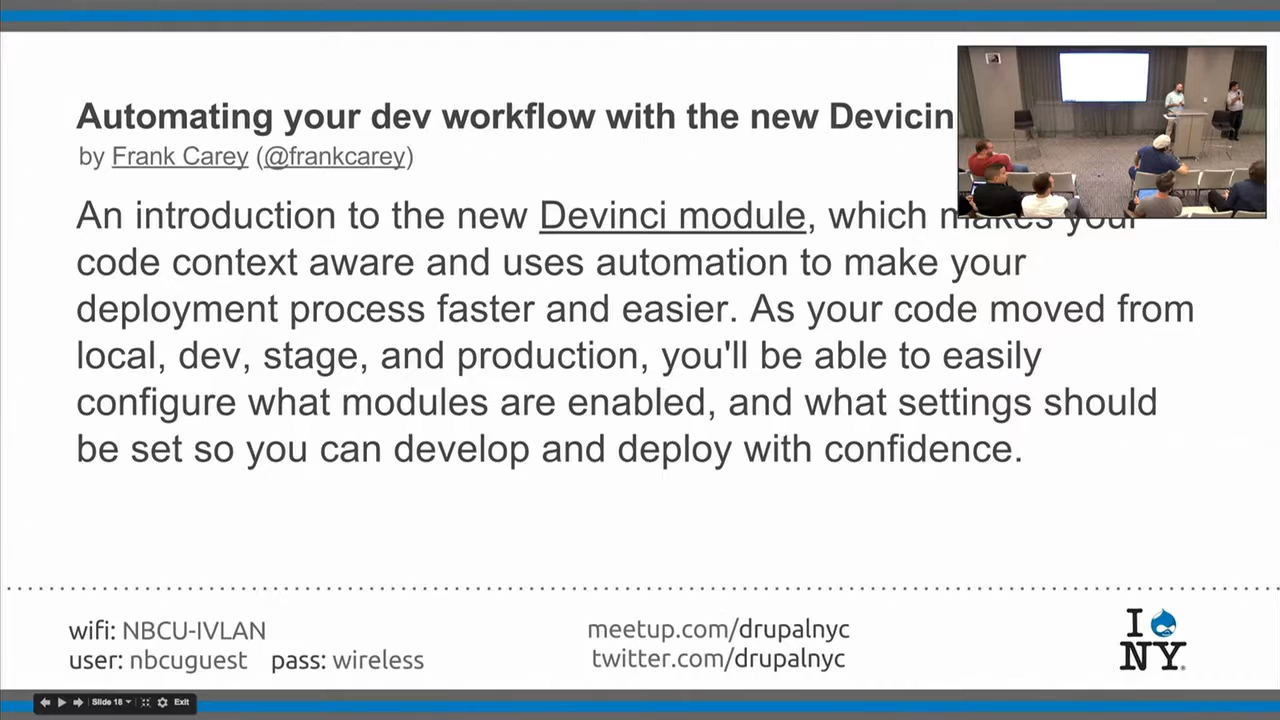 Automating your dev workflow with the new Devicin
by Frank Carey (@frankcarey)
An introduction to the new Devinci module, which makes your
code context aware and uses automation to make your
deployment process faster and easier. As your code moved from
local, dev, stage, and production, you'll be able to easily
configure what modules are enabled, and what settings should
be set so you can develop and deploy with confidence.
wifi: NBCU-IVLAN
user: nbcuguest pass: wireless
meetup.com/drupalnyc
twitter.com/drupalnyc
I NY
Slide 18 Exit